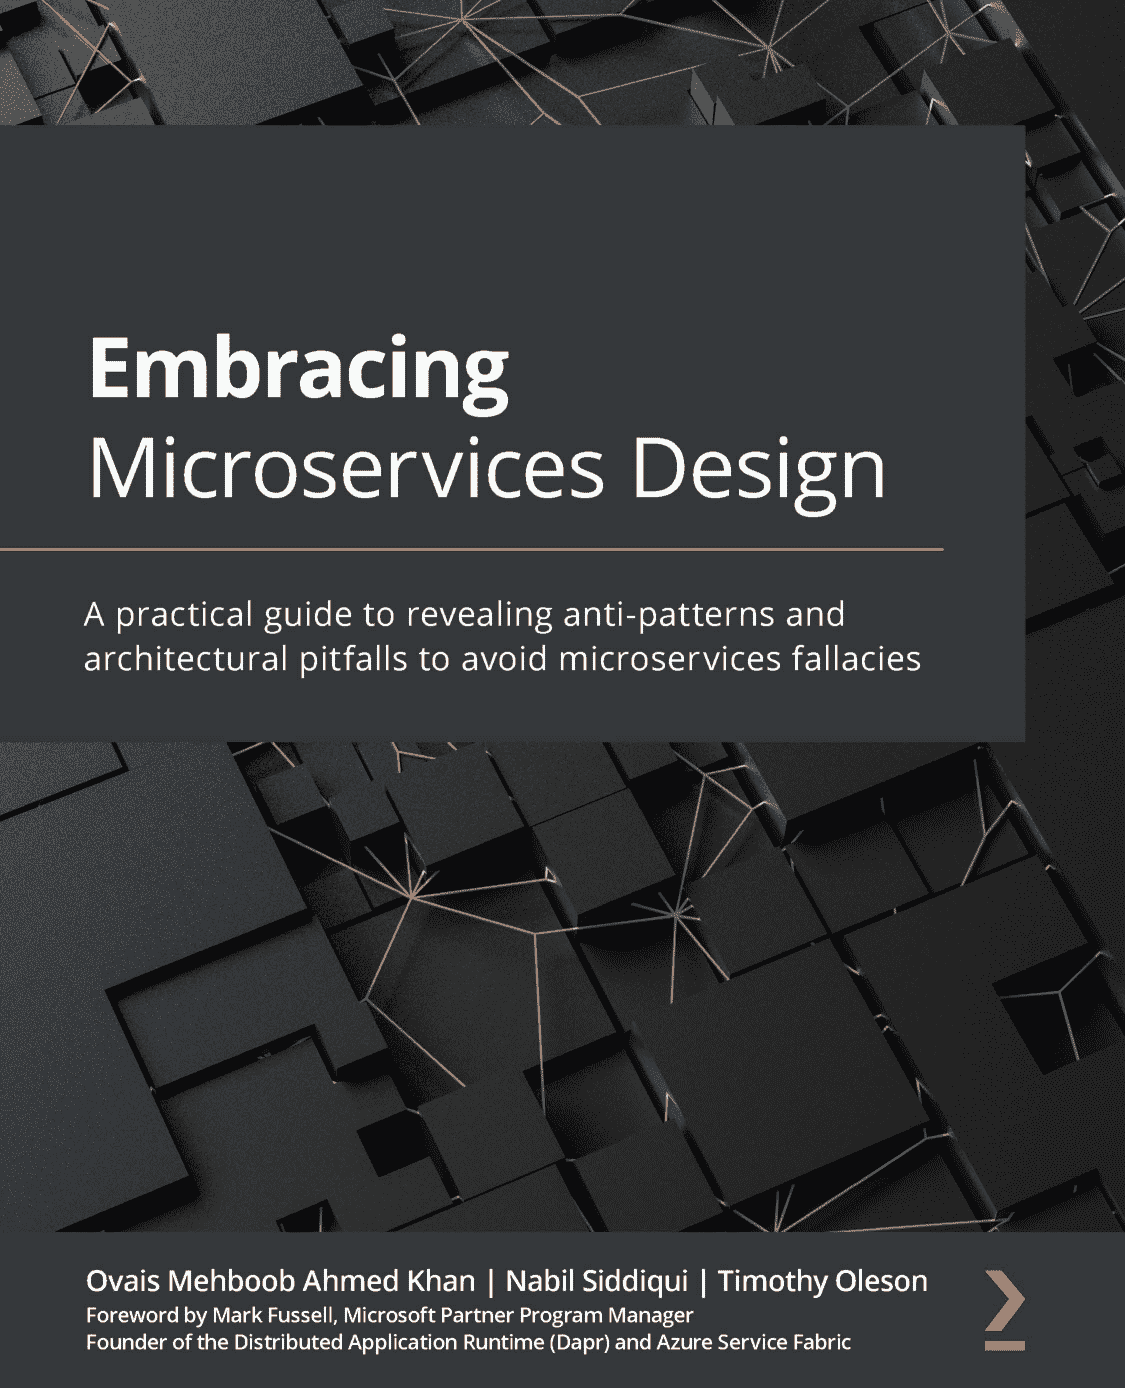 Embracing
Microservices Design
A practical guide to revealing anti-patterns and
architectural pitfalls to avoid microservices fallacies
Ovais Mehboob Ahmed Khan | Nabil Siddiqui | Timothy Oleson
Foreword by Mark Fussell, Microsoft Partner Program Manager
Founder of the Distributed Application Runtime (Dapr) and Azure Service Fabric